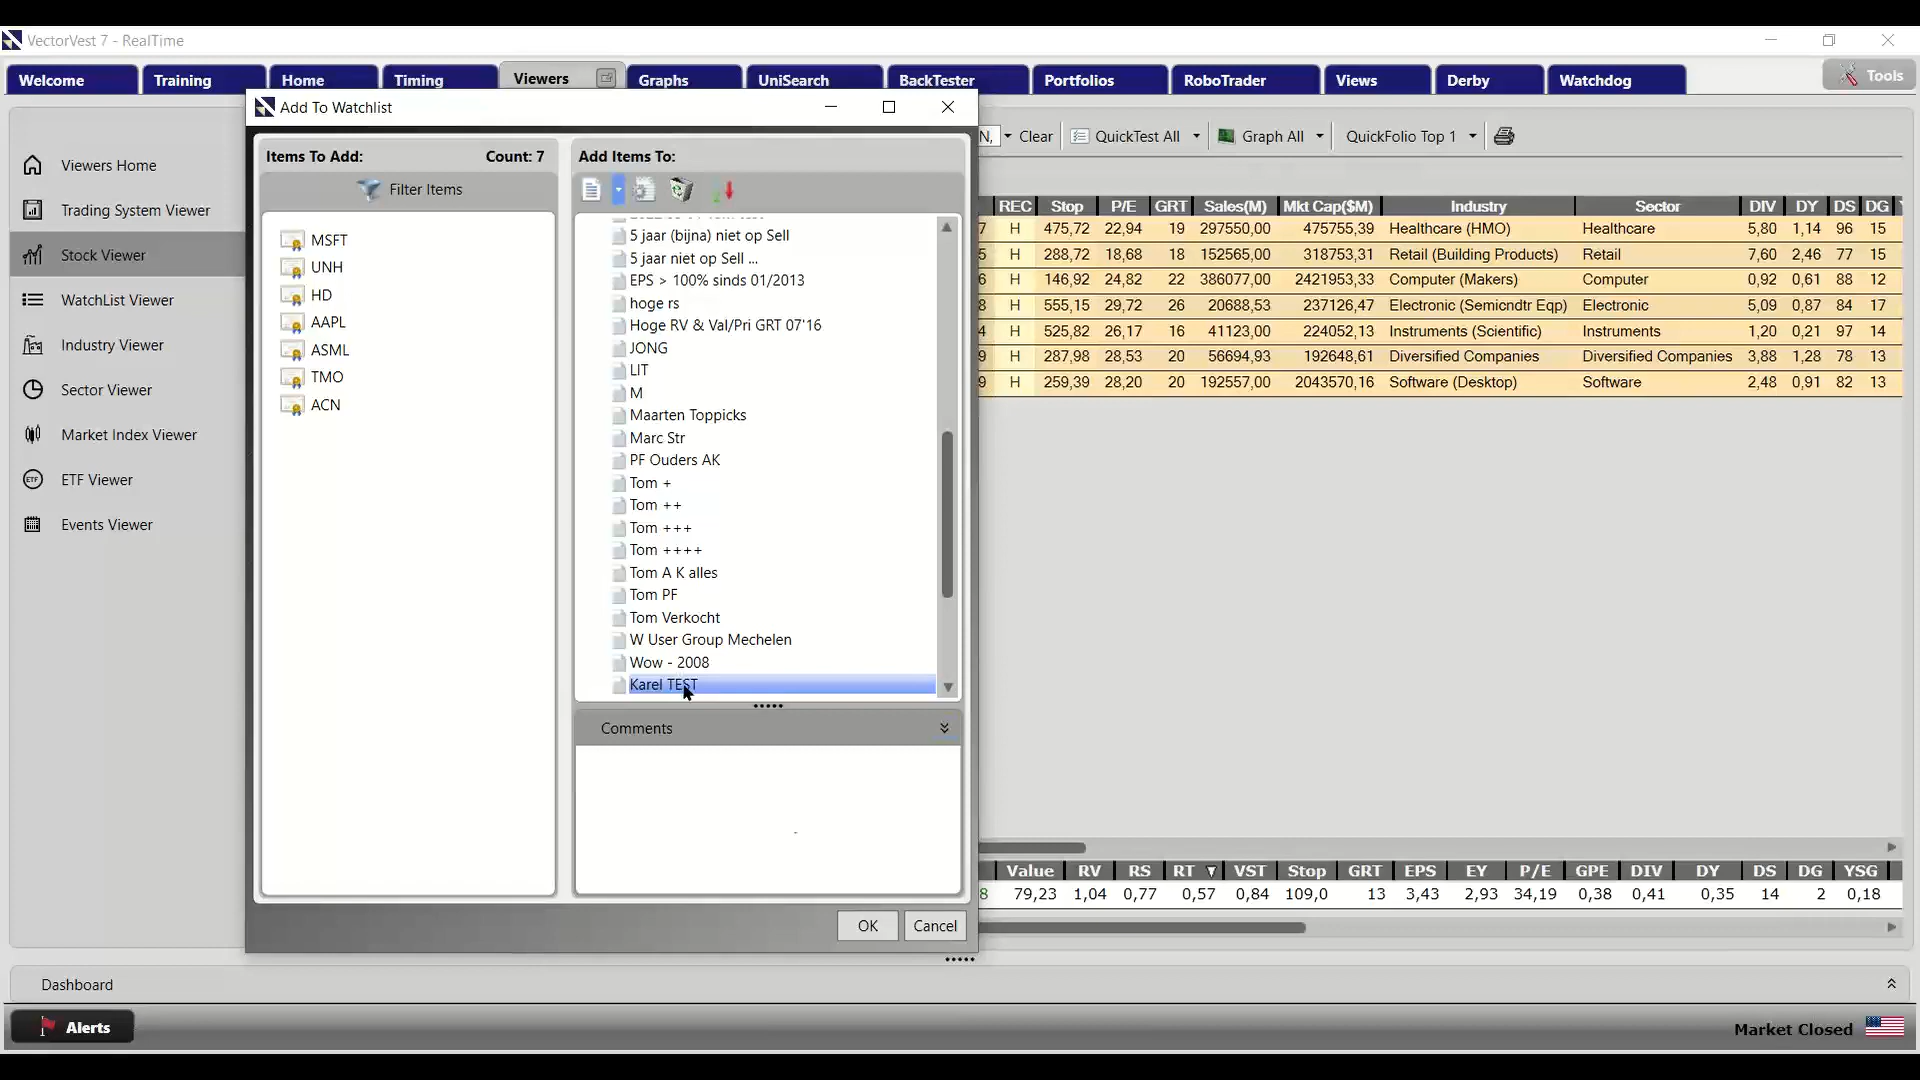 VectorVest 7 - RealTime
Welcome Training Home Timing Viewers Graphs UniSearch BackTester Portfolios RoboTrader Views Derby Watchdog Tools
Add To Watchlist
N, Clear QuickTest All Graph All QuickFolio Top 1
Viewers Home
Trading System Viewer
Stock Viewer
WatchList Viewer
Industry Viewer
Sector Viewer
Market Index Viewer
ETF ETF Viewer
Events Viewer
Items To Add: Count: 7
Filter Items
MSFT
UNH
HD
AAPL
ASML
TMO
ACN
Add Items To:
5 jaar (bijna) niet op Sell
5 jaar niet op Sell ...
EPS > 100% sinds 01/2013
hoge rs
Hoge RV & Val/Pri GRT 07'16
JONG
LIT
M
Maarten Toppicks
Marc Str
PF Ouders AK
Tom +
Tom ++
Tom +++
Tom ++++
Tom A K alles
Tom PF
Tom Verkocht
W User Group Mechelen
Wow - 2008
Karel TEST
Comments
OK Cancel
REC Stop P/E GRT Sales(M) Mkt Cap($M) Industry Sector DIV DY DS DG
7 H 475,72 22,94 19 297550,00 475755,39 Healthcare (HMO) Healthcare 5,80 1,14 96 15
5 H 288,72 18,68 18 152565,00 318753,31 Retail (Building Products) Retail 7,60 2,46 77 15
6 H 146,92 24,82 22 386077,00 2421953,33 Computer (Makers) Computer 0,92 0,61 88 12
8 H 555,15 29,72 26 20688,53 237126,47 Electronic (Semicndtr Eqp) Electronic 5,09 0,87 84 17
4 H 525,82 26,17 16 41123,00 224052,13 Instruments (Scientific) Instruments 1,20 0,21 97 14
9 H 287,98 28,53 20 56694,93 192648,61 Diversified Companies Diversified Companies 3,88 1,28 78 13
9 H 259,39 28,20 20 192557,00 2043570,16 Software (Desktop) Software 2,48 0,91 82 13
Value RV RS RT VST Stop GRT EPS EY P/E GPE DIV DY DS DG YSG
8 79,23 1,04 0,77 0,57 0,84 109,0 13 3,43 2,93 34,19 0,38 0,41 0,35 14 2 0,18
Dashboard
Alerts
Market Closed